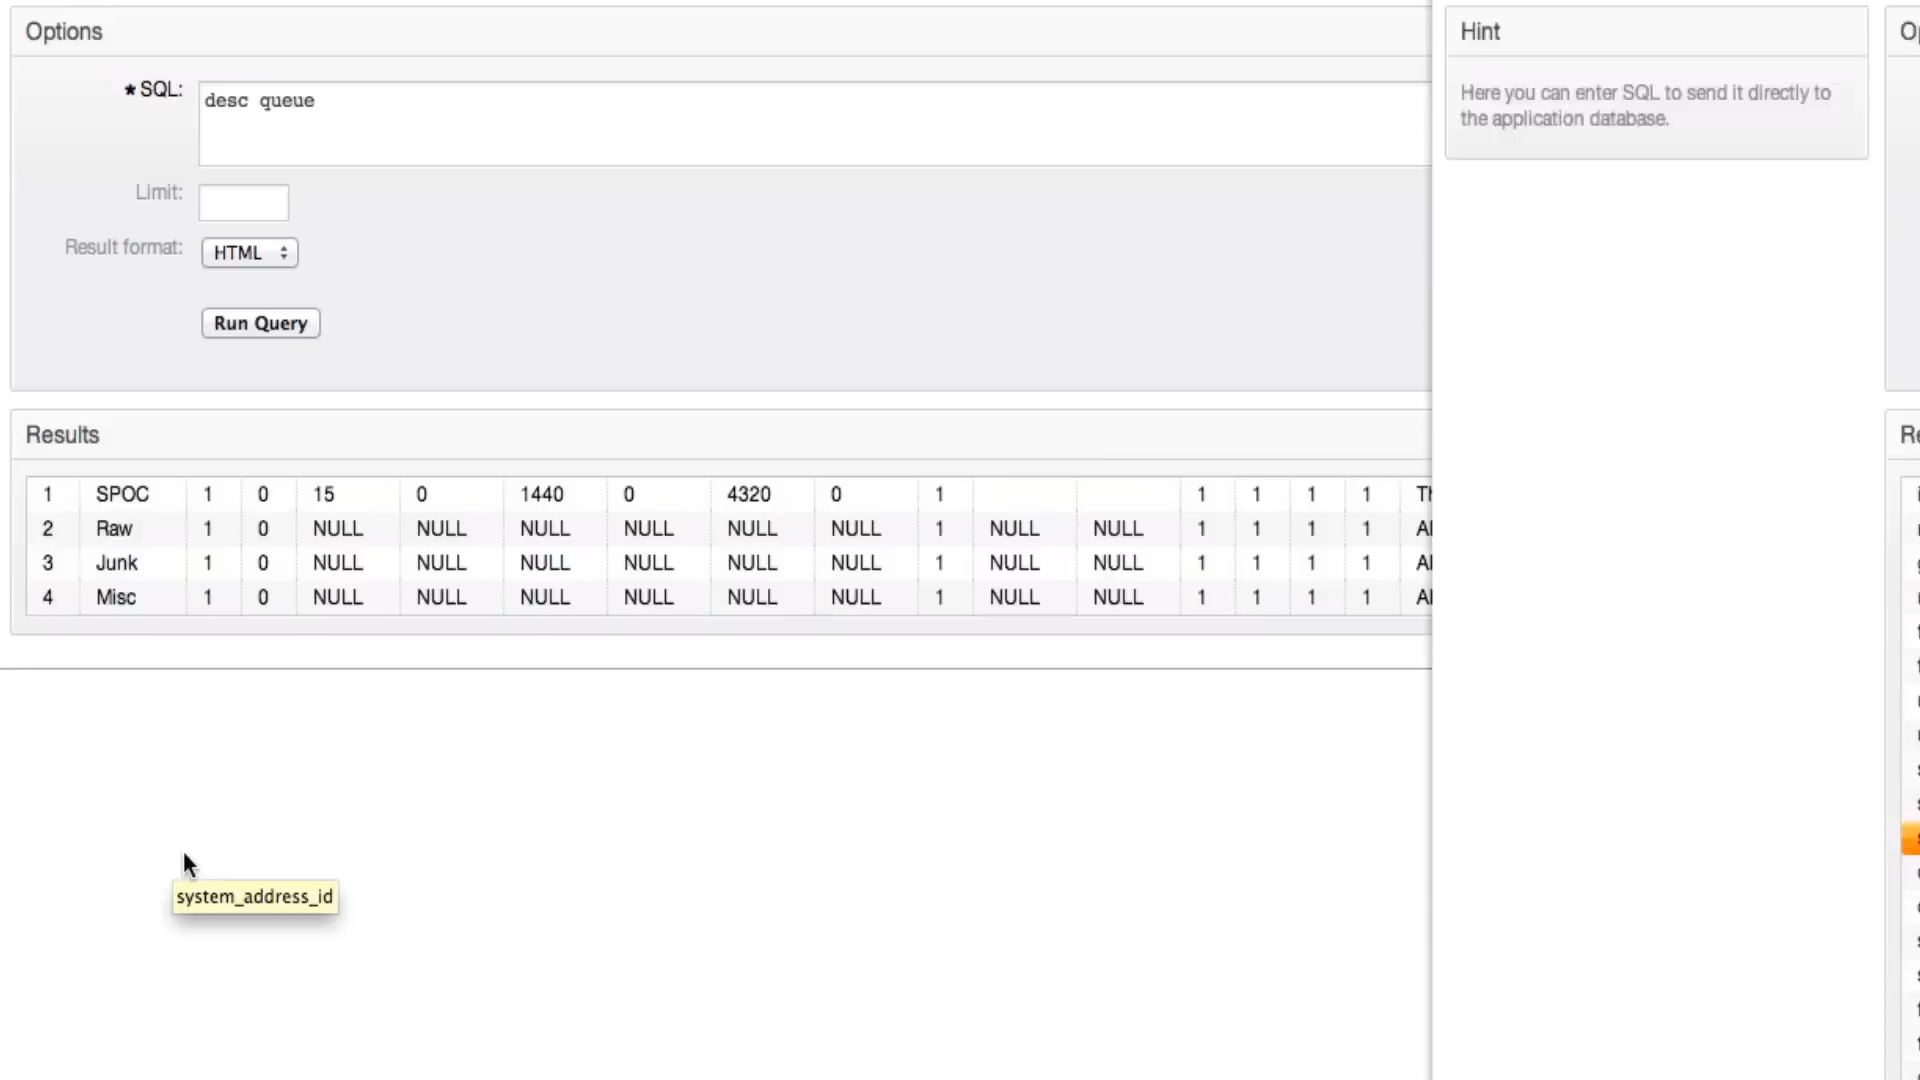 Options
* SQL:
desc queue
Limit:
Result format:
HTML
Run Query
Results
1 SPOC 1 0 15 0 1440 0 4320 0 1 1 1 1 1
2 Raw 1 0 NULL NULL NULL NULL NULL NULL 1 NULL NULL 1 1 1 1
3 Junk 1 0 NULL NULL NULL NULL NULL NULL 1 NULL NULL 1 1 1 1
4 Misc 1 0 NULL NULL NULL NULL NULL NULL 1 NULL NULL 1 1 1 1
system_address_id
Hint
Here you can enter SQL to send it directly to
the application database.